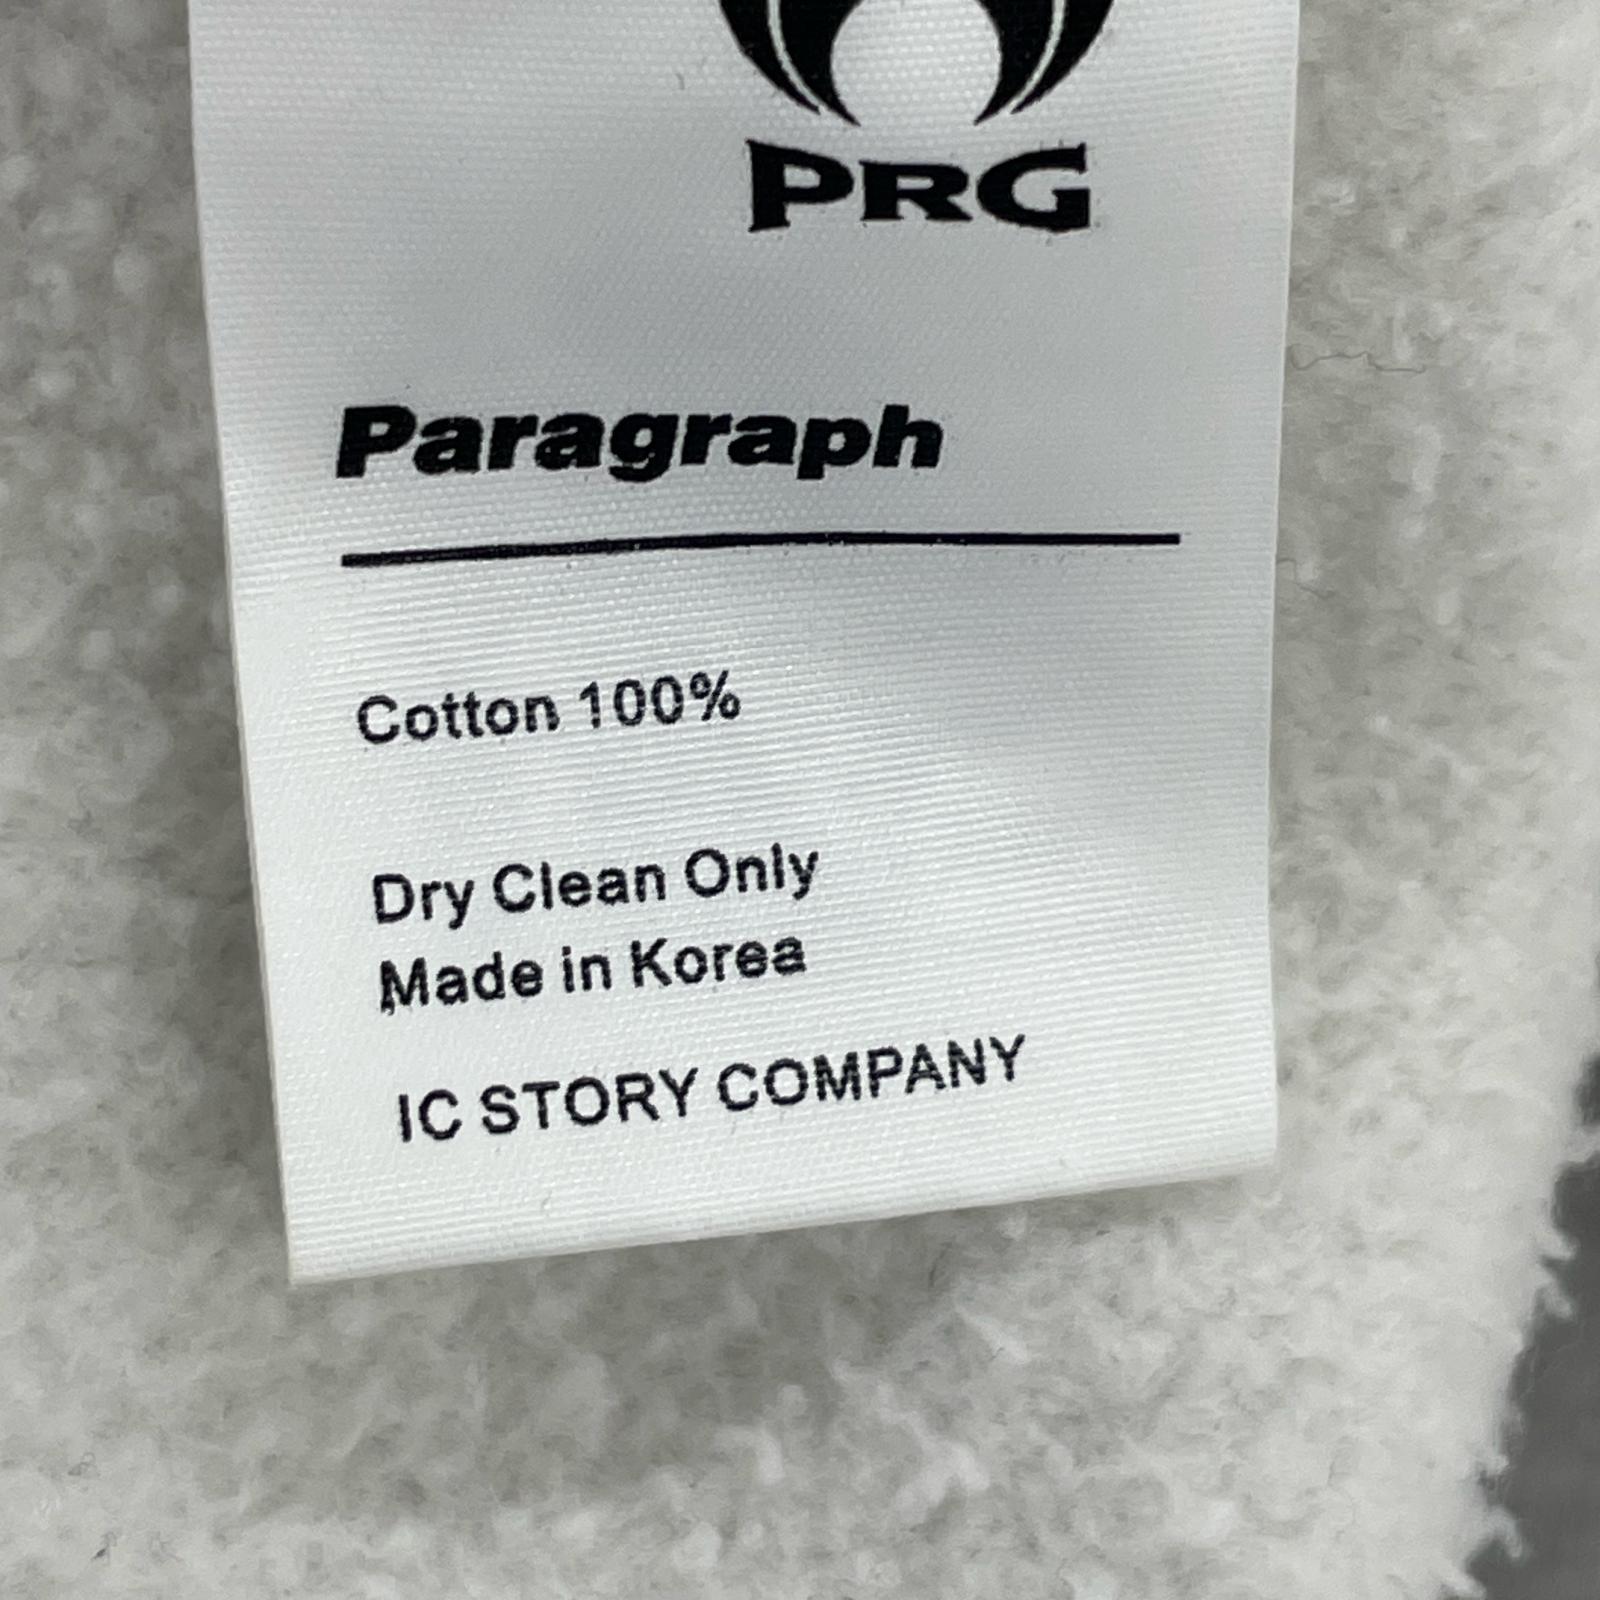 PRG
Paragraph
Cotton 100%
Dry Clean Only
Made in Korea
IC STORY COMPANY